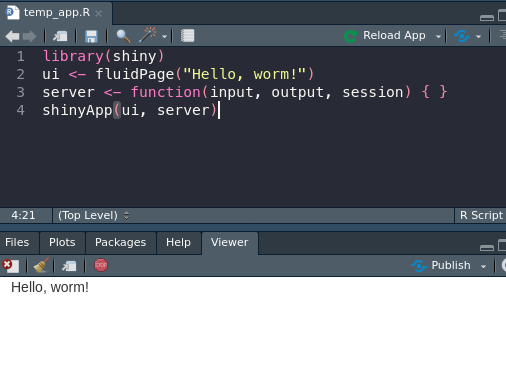 temp_app.R
Reload App
1 library(shiny)
2 ui <- fluidPage("Hello, worm!")
3 server <- function(input, output, session) { }
4 shinyApp(ui, server)
4:21 (Top Level) R Script
Files Plots Packages Help Viewer
STOP Publish
Hello, worm!